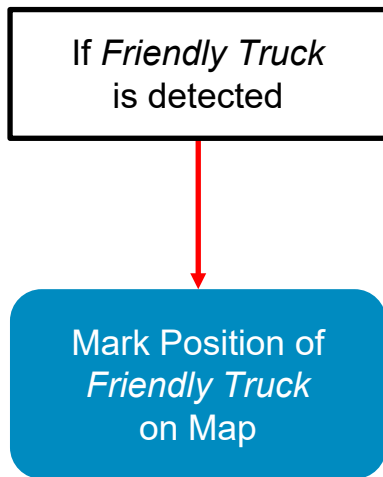 If Friendly Truck
is detected
Mark Position of
Friendly Truck
on Map